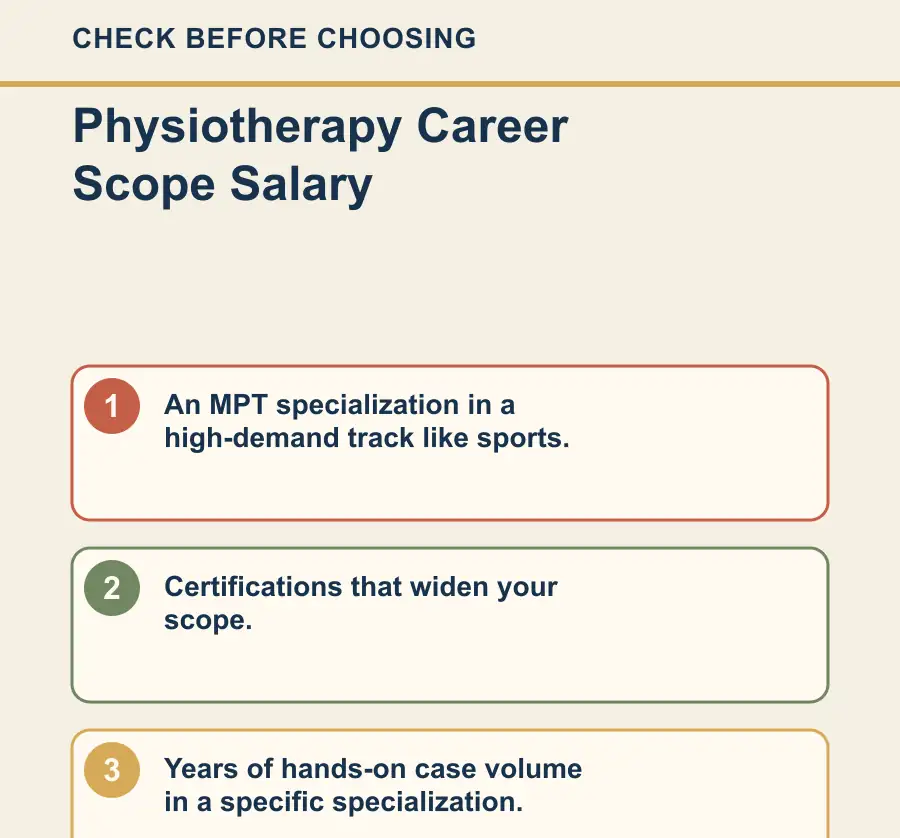 CHECK BEFORE CHOOSING
Physiotherapy Career
Scope Salary
1
An MPT specialization in a
high-demand track like sports.
2
Certifications that widen your
scope.
3
Years of hands-on case volume
in a specific specialization.